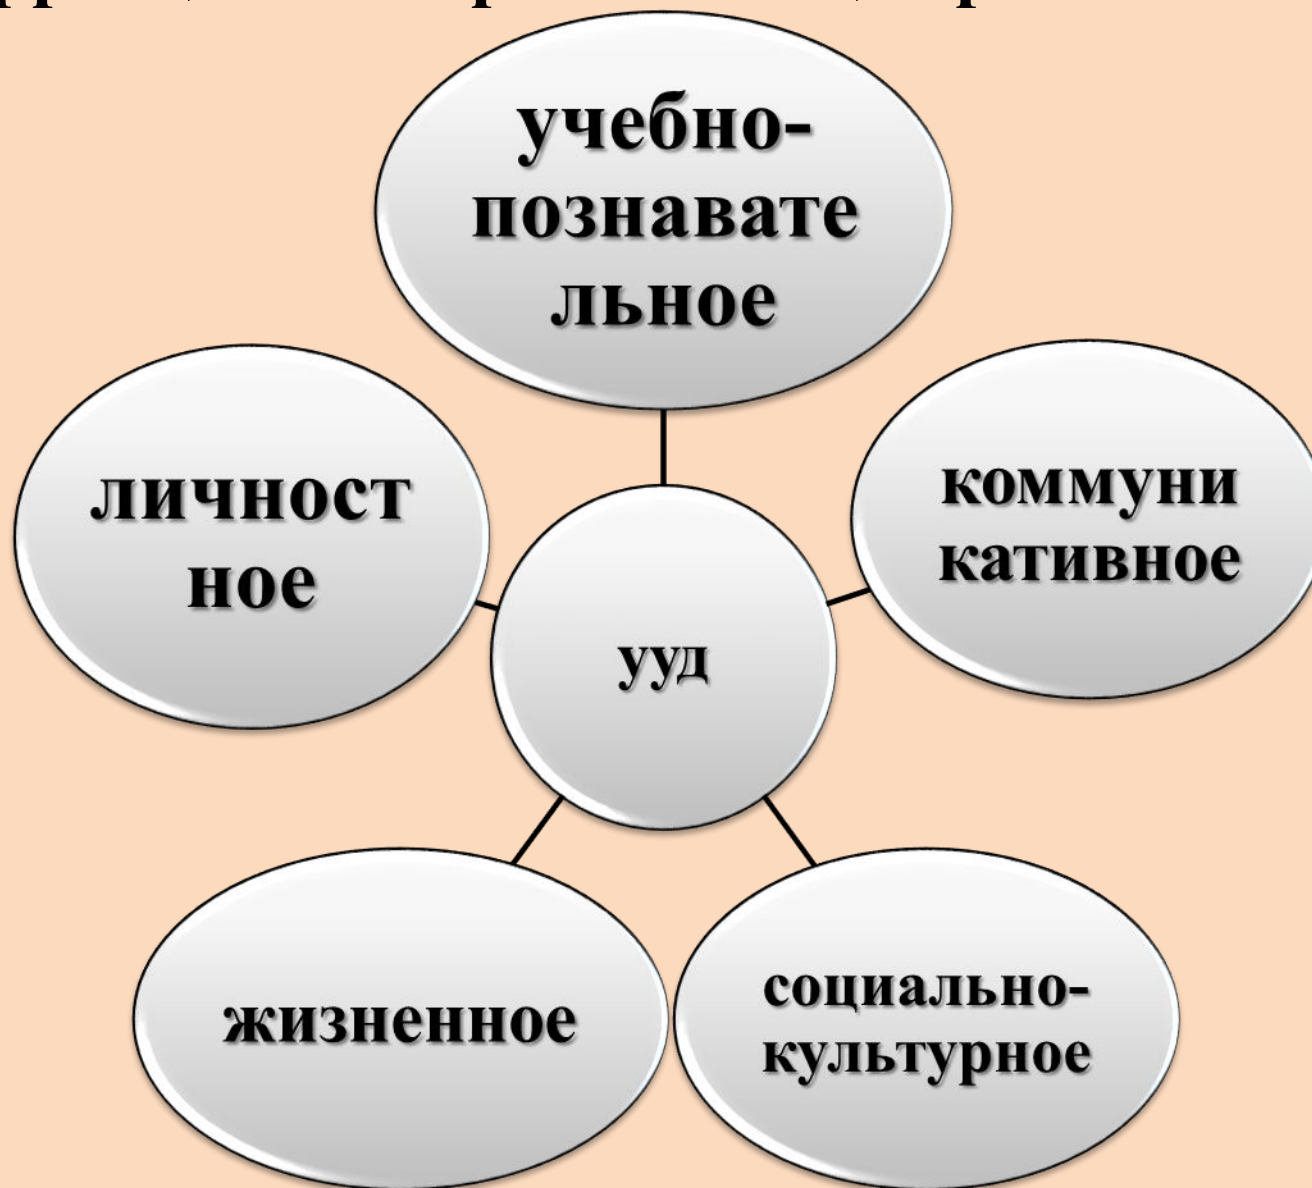 учебно-
познавате
льное
личност
ное
коммуни
кативное
ууд
жизненное
социально-
культурное